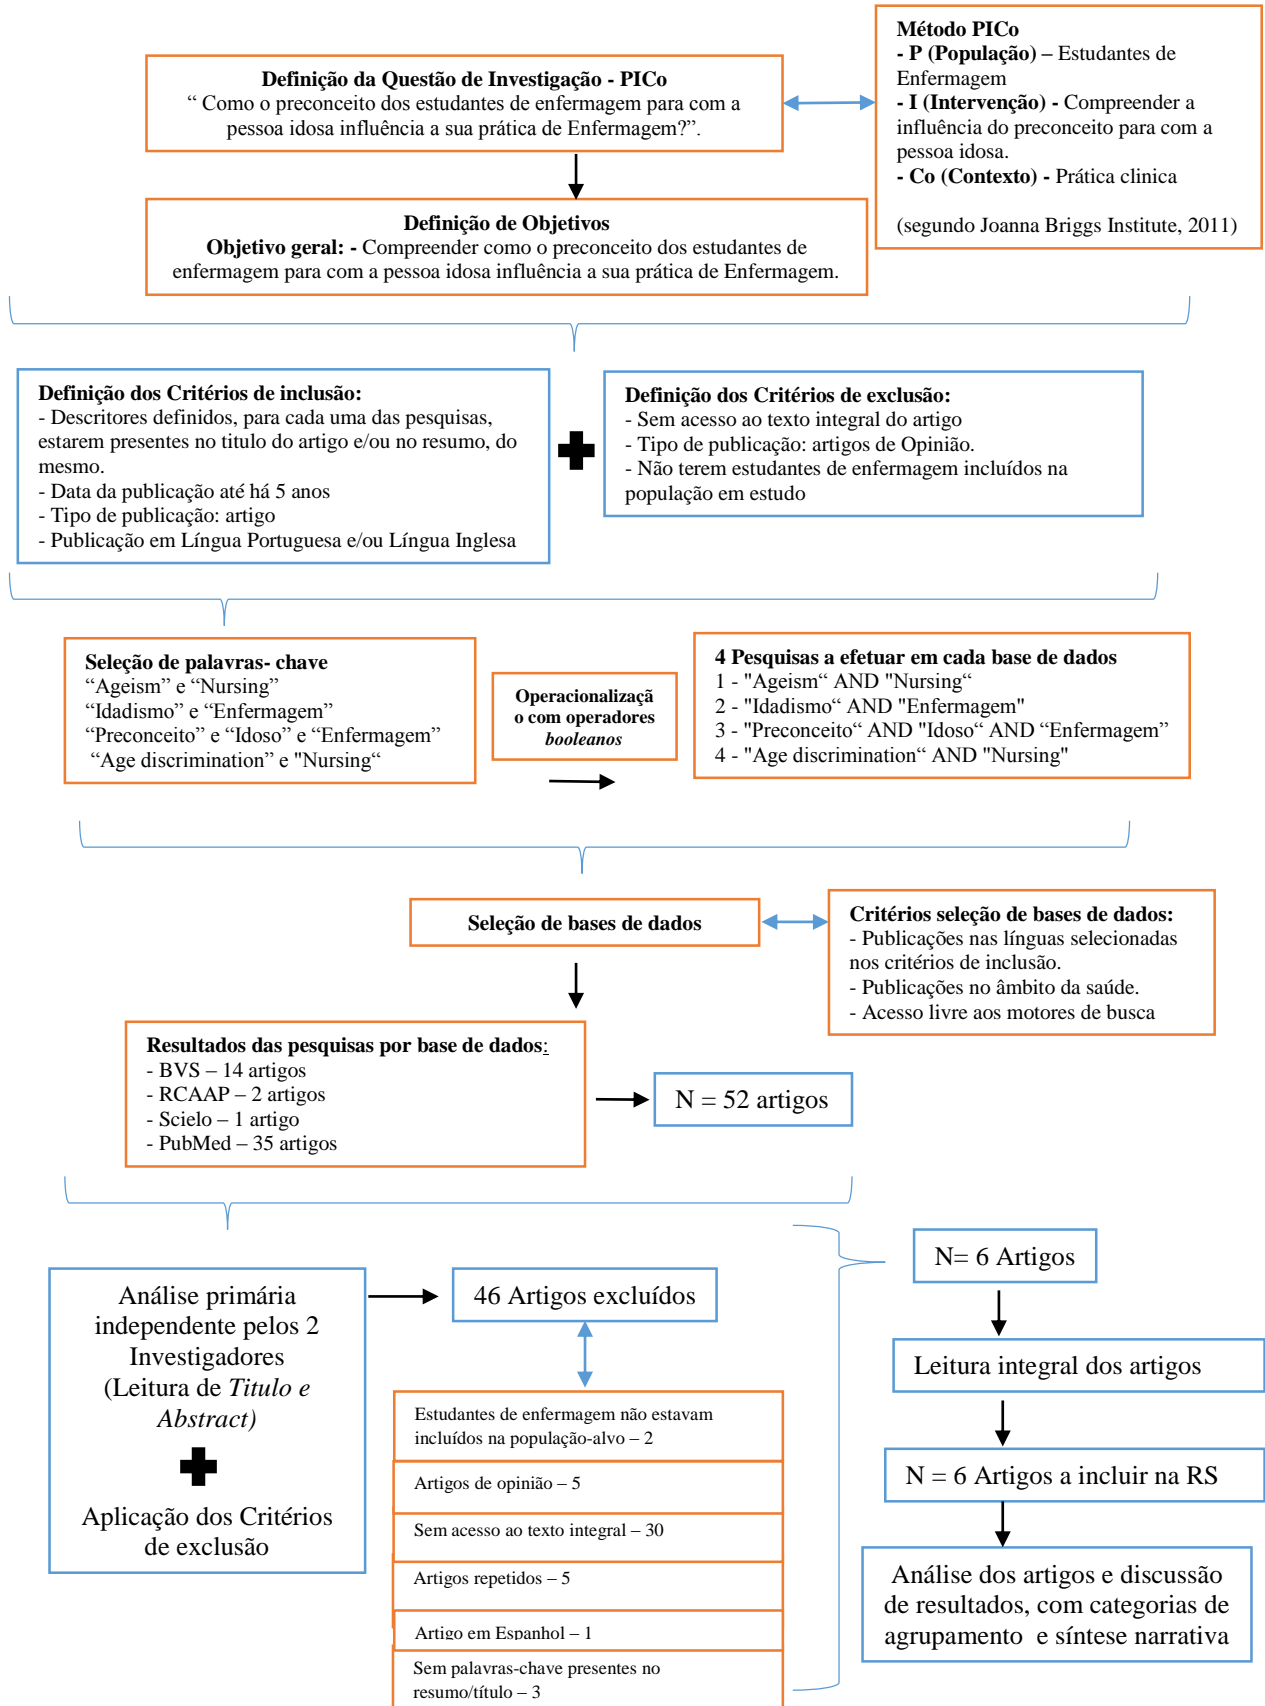 Definição da Questão de Investigação - PICo
“ Como o preconceito dos estudantes de enfermagem para com a
pessoa idosa influência a sua prática de Enfermagem?”.
Método PICo
- P (População) – Estudantes de
Enfermagem
- I (Intervenção) - Compreender a
influência do preconceito para com a
pessoa idosa.
- Co (Contexto) - Prática clinica
(segundo Joanna Briggs Institute, 2011)
Definição de Objetivos
Objetivo geral: - Compreender como o preconceito dos estudantes de
enfermagem para com a pessoa idosa influência a sua prática de Enfermagem.
Definição dos Critérios de inclusão:
- Descritores definidos, para cada uma das pesquisas,
estarem presentes no titulo do artigo e/ou no resumo, do
mesmo.
- Data da publicação até há 5 anos
- Tipo de publicação: artigo
- Publicação em Língua Portuguesa e/ou Língua Inglesa
Definição dos Critérios de exclusão:
- Sem acesso ao texto integral do artigo
- Tipo de publicação: artigos de Opinião.
- Não terem estudantes de enfermagem incluídos na
população em estudo
Seleção de palavras- chave
“Ageism” e “Nursing”
“Idadismo” e “Enfermagem”
“Preconceito” e “Idoso” e “Enfermagem”
“Age discrimination” e "Nursing“
Operacionalizaçã
o com operadores
booleanos
4 Pesquisas a efetuar em cada base de dados
1 - "Ageism“ AND "Nursing“
2 - "Idadismo“ AND "Enfermagem"
3 - "Preconceito“ AND "Idoso“ AND “Enfermagem”
4 - "Age discrimination“ AND "Nursing"
Seleção de bases de dados
Critérios seleção de bases de dados:
- Publicações nas línguas selecionadas
nos critérios de inclusão.
- Publicações no âmbito da saúde.
- Acesso livre aos motores de busca
Resultados das pesquisas por base de dados:
- BVS – 14 artigos
- RCAAP – 2 artigos
- Scielo – 1 artigo
- PubMed – 35 artigos
N = 52 artigos
Análise primária
independente pelos 2
Investigadores
(Leitura de Titulo e
Abstract)
Aplicação dos Critérios
de exclusão
46 Artigos excluídos
Estudantes de enfermagem não estavam
incluídos na população-alvo – 2
Artigos de opinião – 5
Sem acesso ao texto integral – 30
Artigos repetidos – 5
Artigo em Espanhol – 1
Sem palavras-chave presentes no
resumo/título – 3
N= 6 Artigos
Leitura integral dos artigos
N = 6 Artigos a incluir na RS
Análise dos artigos e discussão
de resultados, com categorias de
agrupamento e síntese narrativa